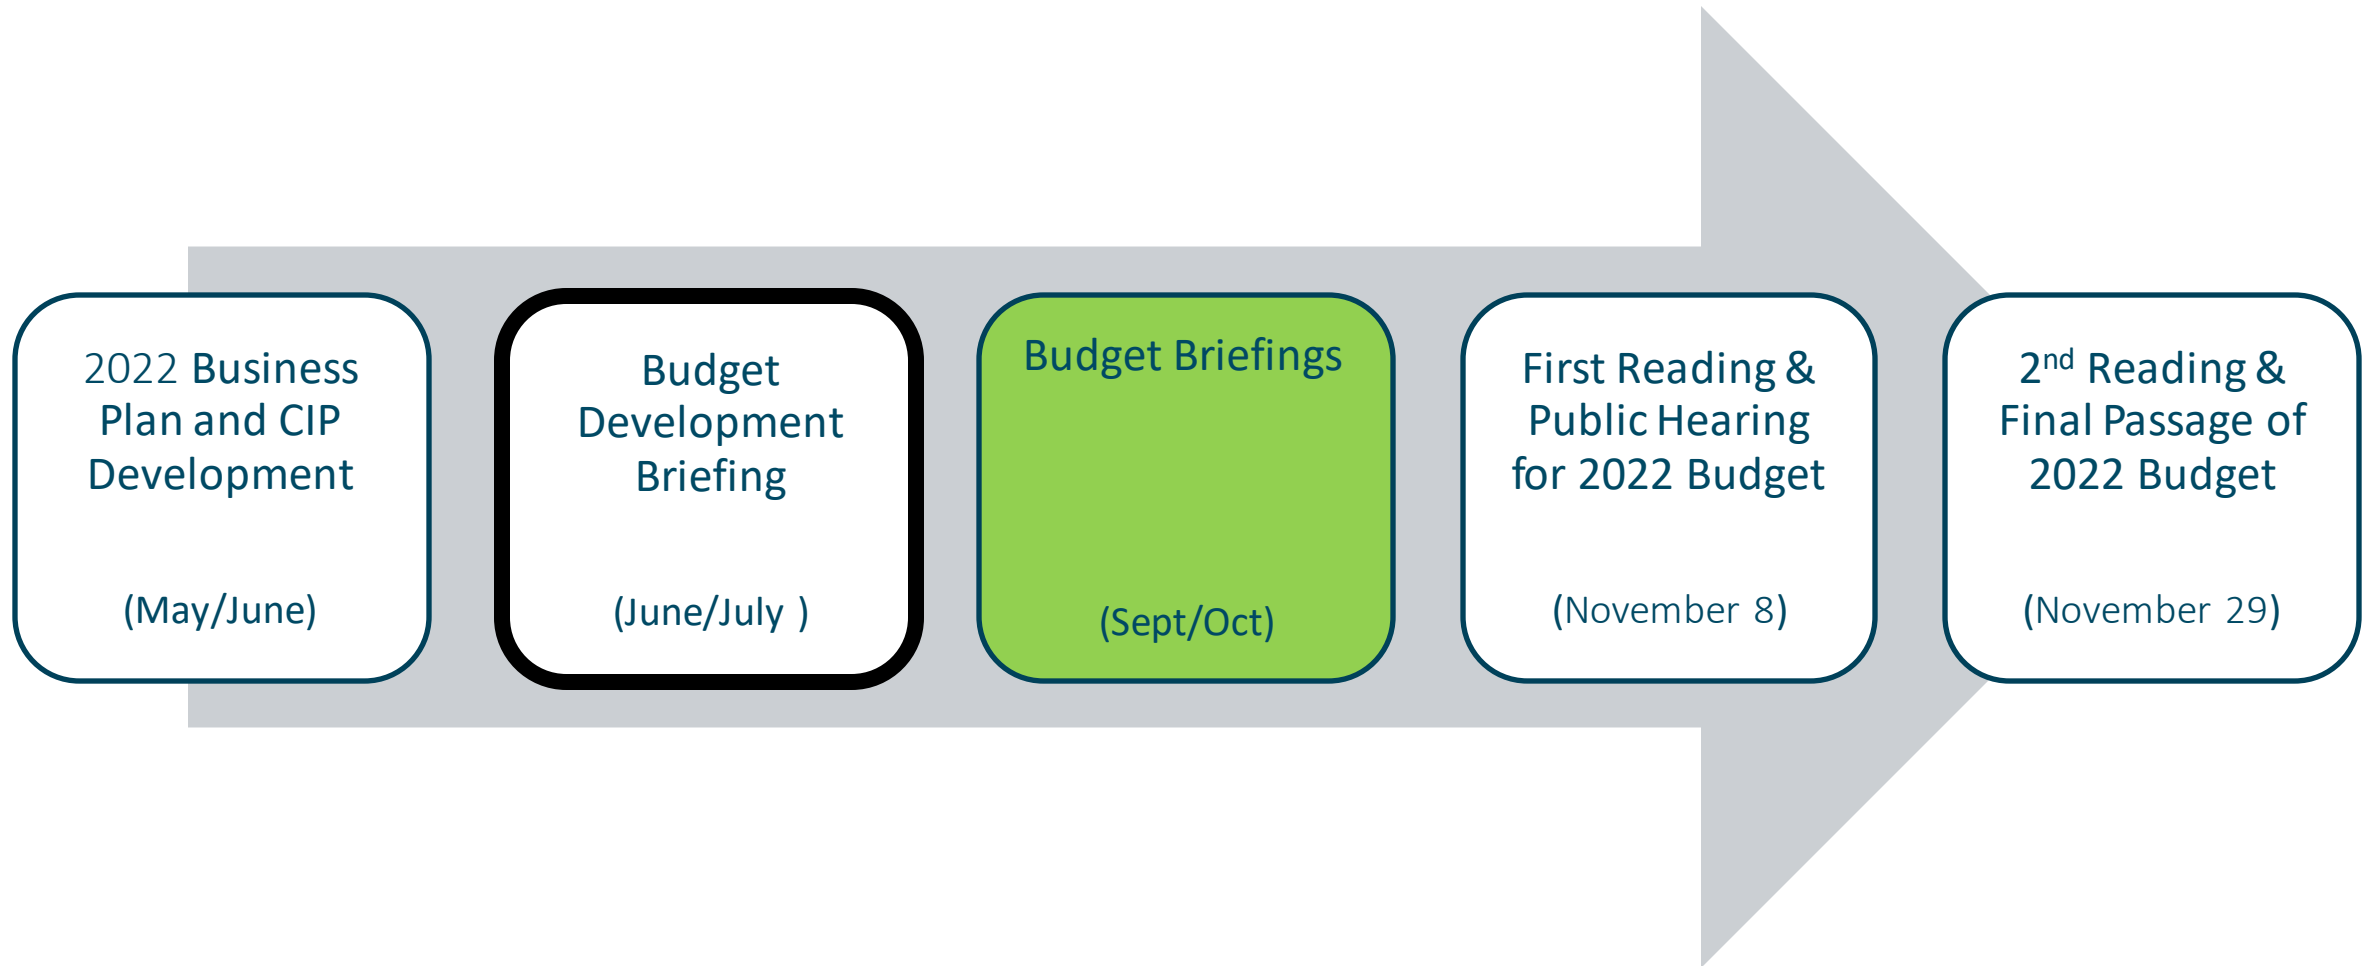 2022 Business
Plan and CIP
Development
(May/June)
Budget
Development
Briefing
(June/July )
Budget Briefings
(Sept/Oct)
First Reading &
Public Hearing
for 2022 Budget
(November 8)
2nd Reading &
Final Passage of
2022 Budget
(November 29)